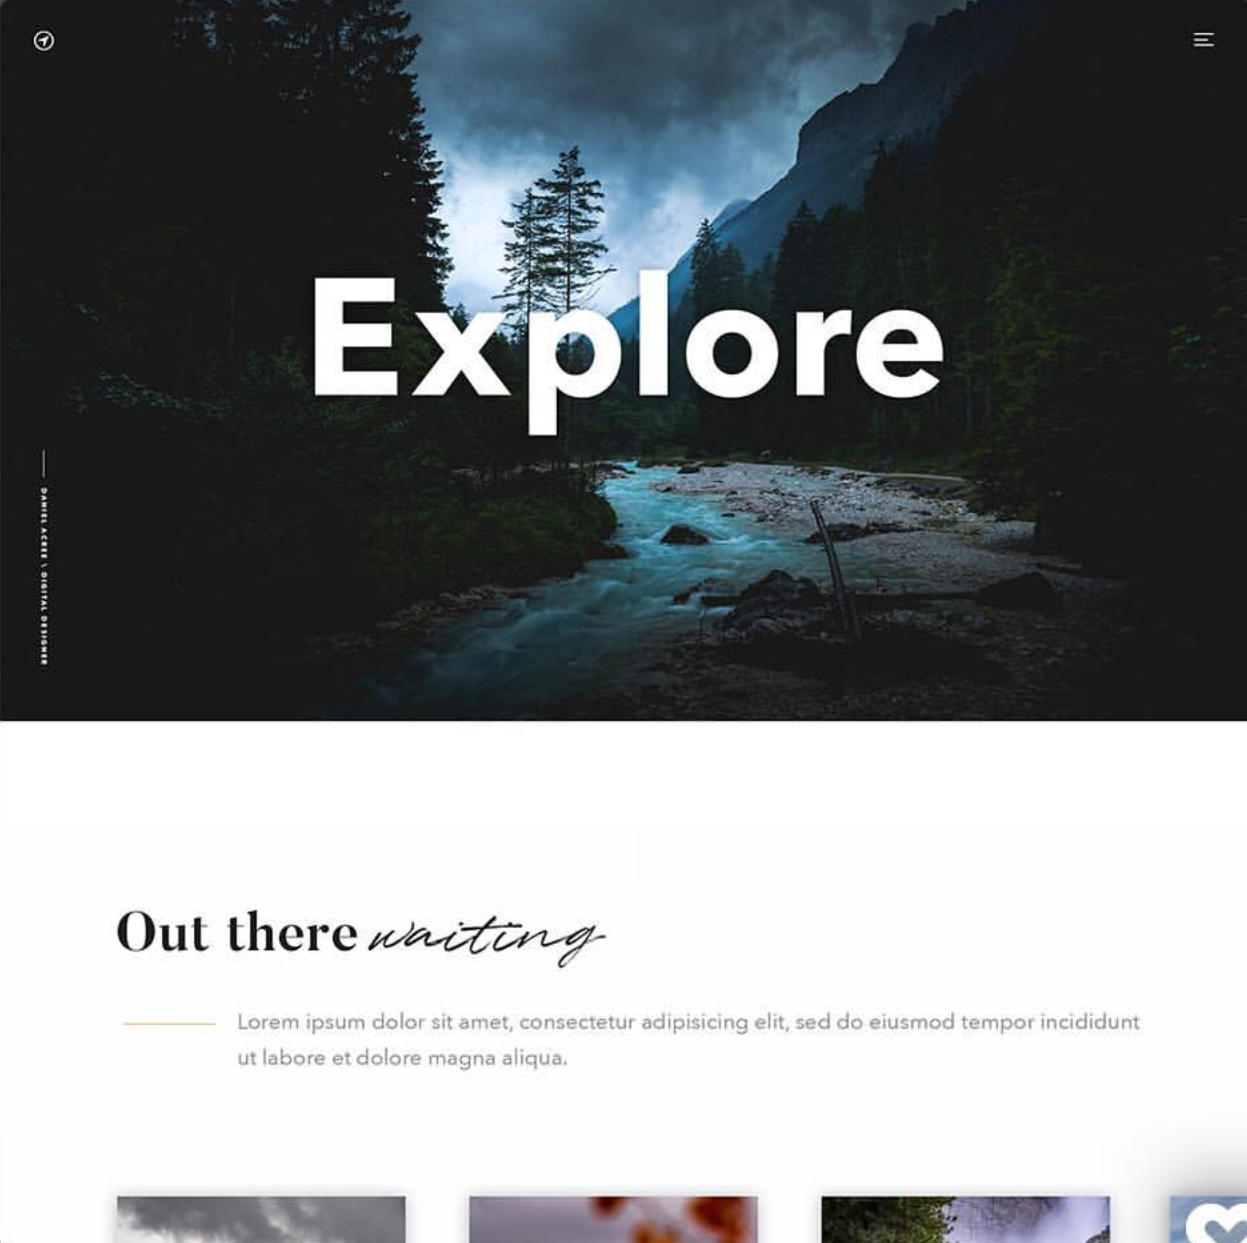 Explore
DANIEL ACREE \ DIGITAL DESIGNER
Out there waiting
Lorem ipsum dolor sit amet, consectetur adipisicing elit, sed do eiusmod tempor incididunt
ut labore et dolore magna aliqua.